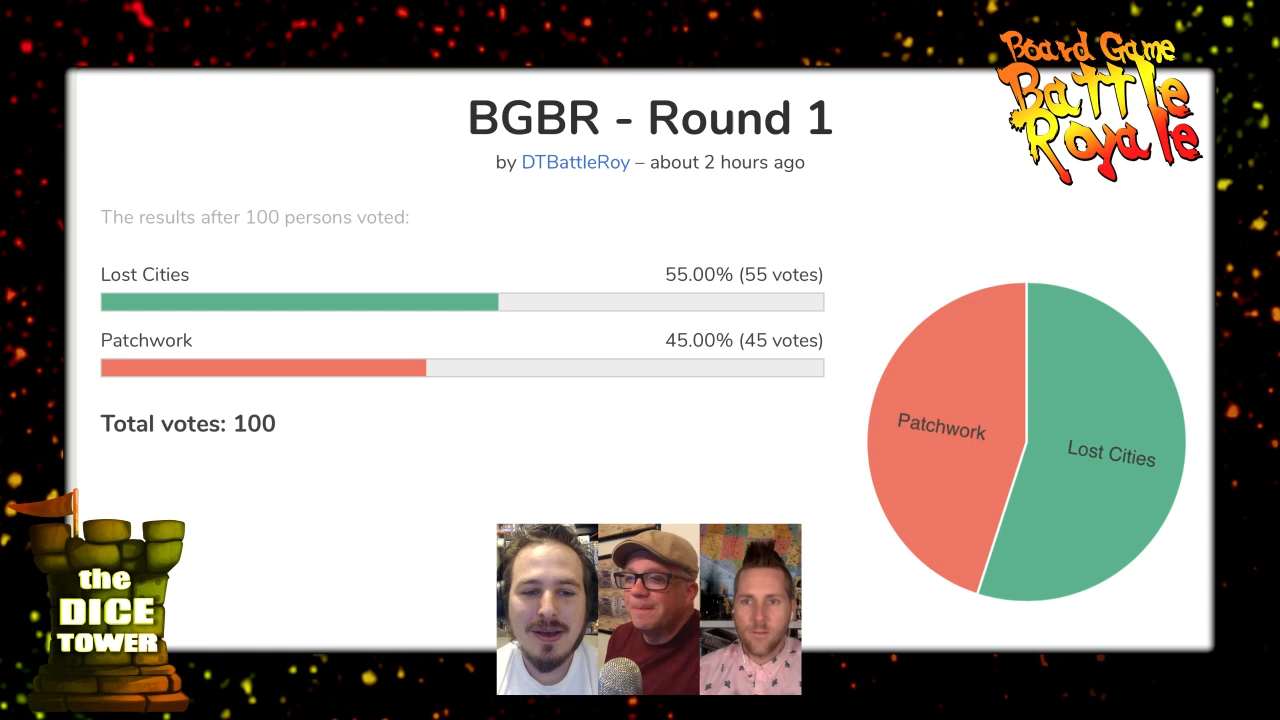 Board Game
Battle
Royale
BGBR - Round 1
by DTBattleRoy – about 2 hours ago
The results after 100 persons voted:
Lost Cities 55.00% (55 votes)
Patchwork 45.00% (45 votes)
Total votes: 100
Patchwork
Lost Cities
the
DICE
TOWER